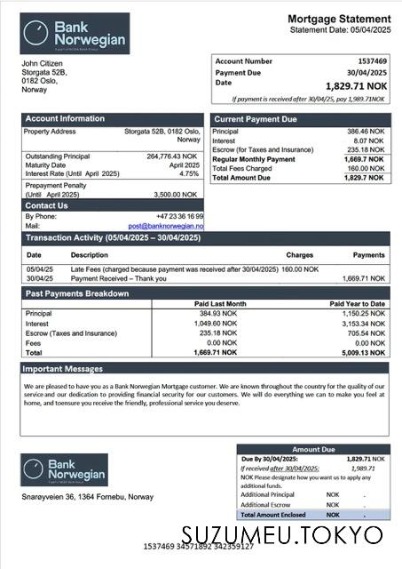 Bank
Norwegian
Mortgage Statement
Statement Date: 05/04/2025
John Citizen
Storgata 52B,
0182 Oslo,
Norway
Account Number 1537469
Payment Due 30/04/2025
Date 1,829.71 NOK
If payment is received after 30/04/25, pay 1,989.71NOK
Account Information
Property Address Storgata 52B, 0182 Oslo,
Norway
Outstanding Principal 264,776.43 NOK
Maturity Date April 2025
Interest Rate (Until April 2025) 4.75%
Prepayment Penalty
(Until April 2025) 3,500.00 NOK
Contact Us
By Phone: +47 23 36 16 99
Mail: post@banknorwegian.no
Current Payment Due
Principal 386.46 NOK
Interest 6.07 NOK
Escrow (for Taxes and Insurance) 235.18 NOK
Regular Monthly Payment 1,669.7 NOK
Total Fees Charged 160.00 NOK
Total Amount Due 1,829.7 NOK
Transaction Activity (05/04/2025 – 30/04/2025)
Date Description Charges Payments
05/04/25 Late Fees (charged because payment was received after 30/04/2025) 160.00 NOK
30/04/25 Payment Received – Thank you 1,669.71 NOK
Past Payments Breakdown
Paid Last Month Paid Year to Date
Principal 384.93 NOK 1,150.25 NOK
Interest 1,049.60 NOK 3,153.34 NOK
Escrow (Taxes and Insurance) 235.18 NOK 705.54 NOK
Fees 0.00 NOK 0.00 NOK
Total 1,669.71 NOK 5,009.13 NOK
Important Messages
We are pleased to have you as a Bank Norwegian Mortgage customer. We are known throughout the country for the quality of our
service and our dedication to providing financial security for our customers. We will do everything we can to make you feel at
home, and toensure you receive the friendly, professional service you deserve.
Bank
Norwegian
Snarøyveien 36, 1364 Fornebu, Norway
Amount Due
Due By 30/04/2025: 1,829.71 NOK
If received after 30/04/2025: 1,989.71
NOK Please designate how you want us to apply any
additional funds.
Additional Principal NOK .
Additional Escrow NOK .
Total Amount Enclosed NOK .
SUZUMEU.TOKYO
1537469 34571892 342359127